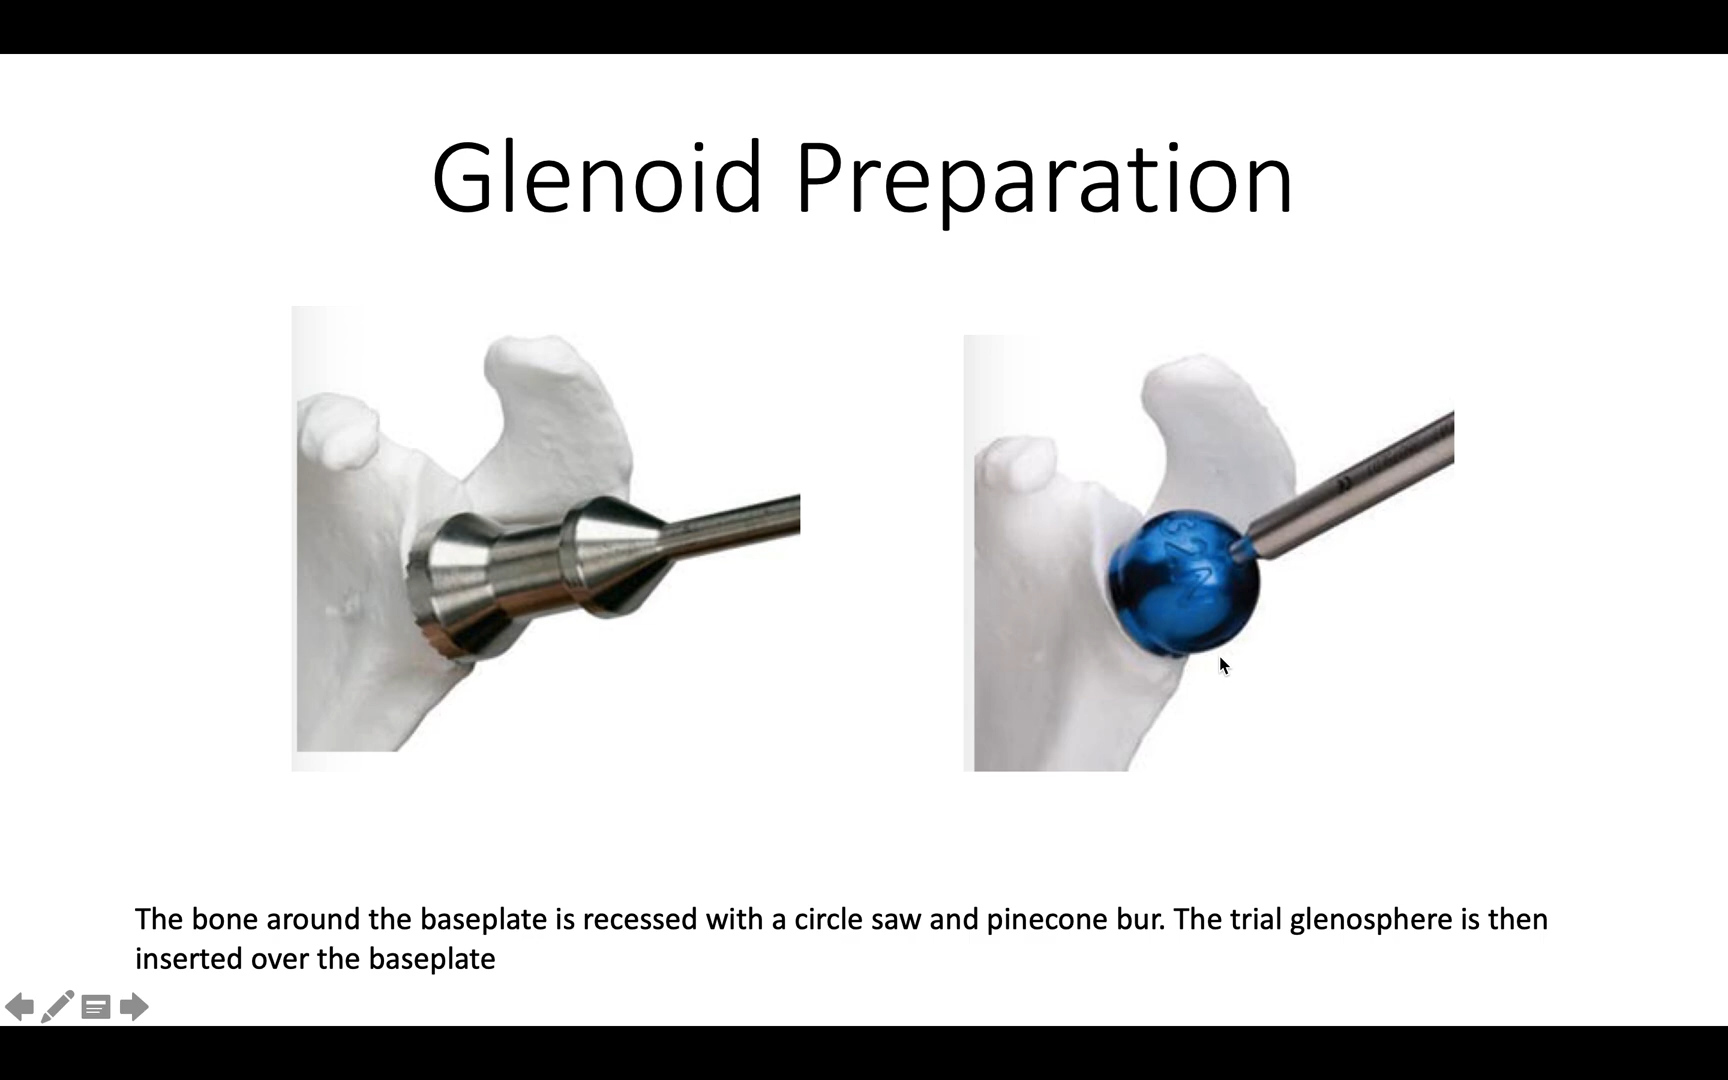 Glenoid Preparation
The bone around the baseplate is recessed with a circle saw and pinecone bur. The trial glenosphere is then
inserted over the baseplate